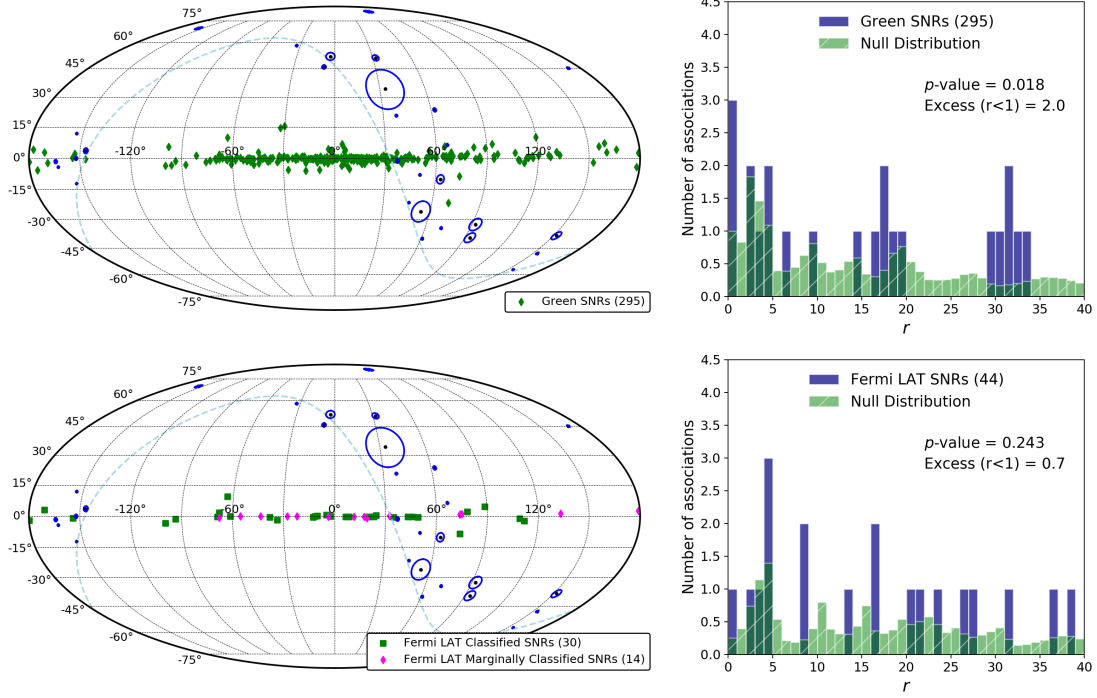 75°
60°
45°
30°
15°
0°
-15°
-30°
-45°
-60°
-75°
-120° -60° 0° 60° 120°
Green SNRs (295)
4.5
4.0
3.5
3.0
2.5
2.0
1.5
1.0
0.5
0.0
Number of associations
Green SNRs (295)
Null Distribution
p-value = 0.018
Excess (r<1) = 2.0
0 5 10 15 20 25 30 35 40
r
75°
60°
45°
30°
15°
0°
-15°
-30°
-45°
-60°
-75°
-120° -60° 0° 60° 120°
Fermi LAT Classified SNRs (30)
Fermi LAT Marginally Classified SNRs (14)
4.5
4.0
3.5
3.0
2.5
2.0
1.5
1.0
0.5
0.0
Number of associations
Fermi LAT SNRs (44)
Null Distribution
p-value = 0.243
Excess (r<1) = 0.7
0 5 10 15 20 25 30 35 40
r